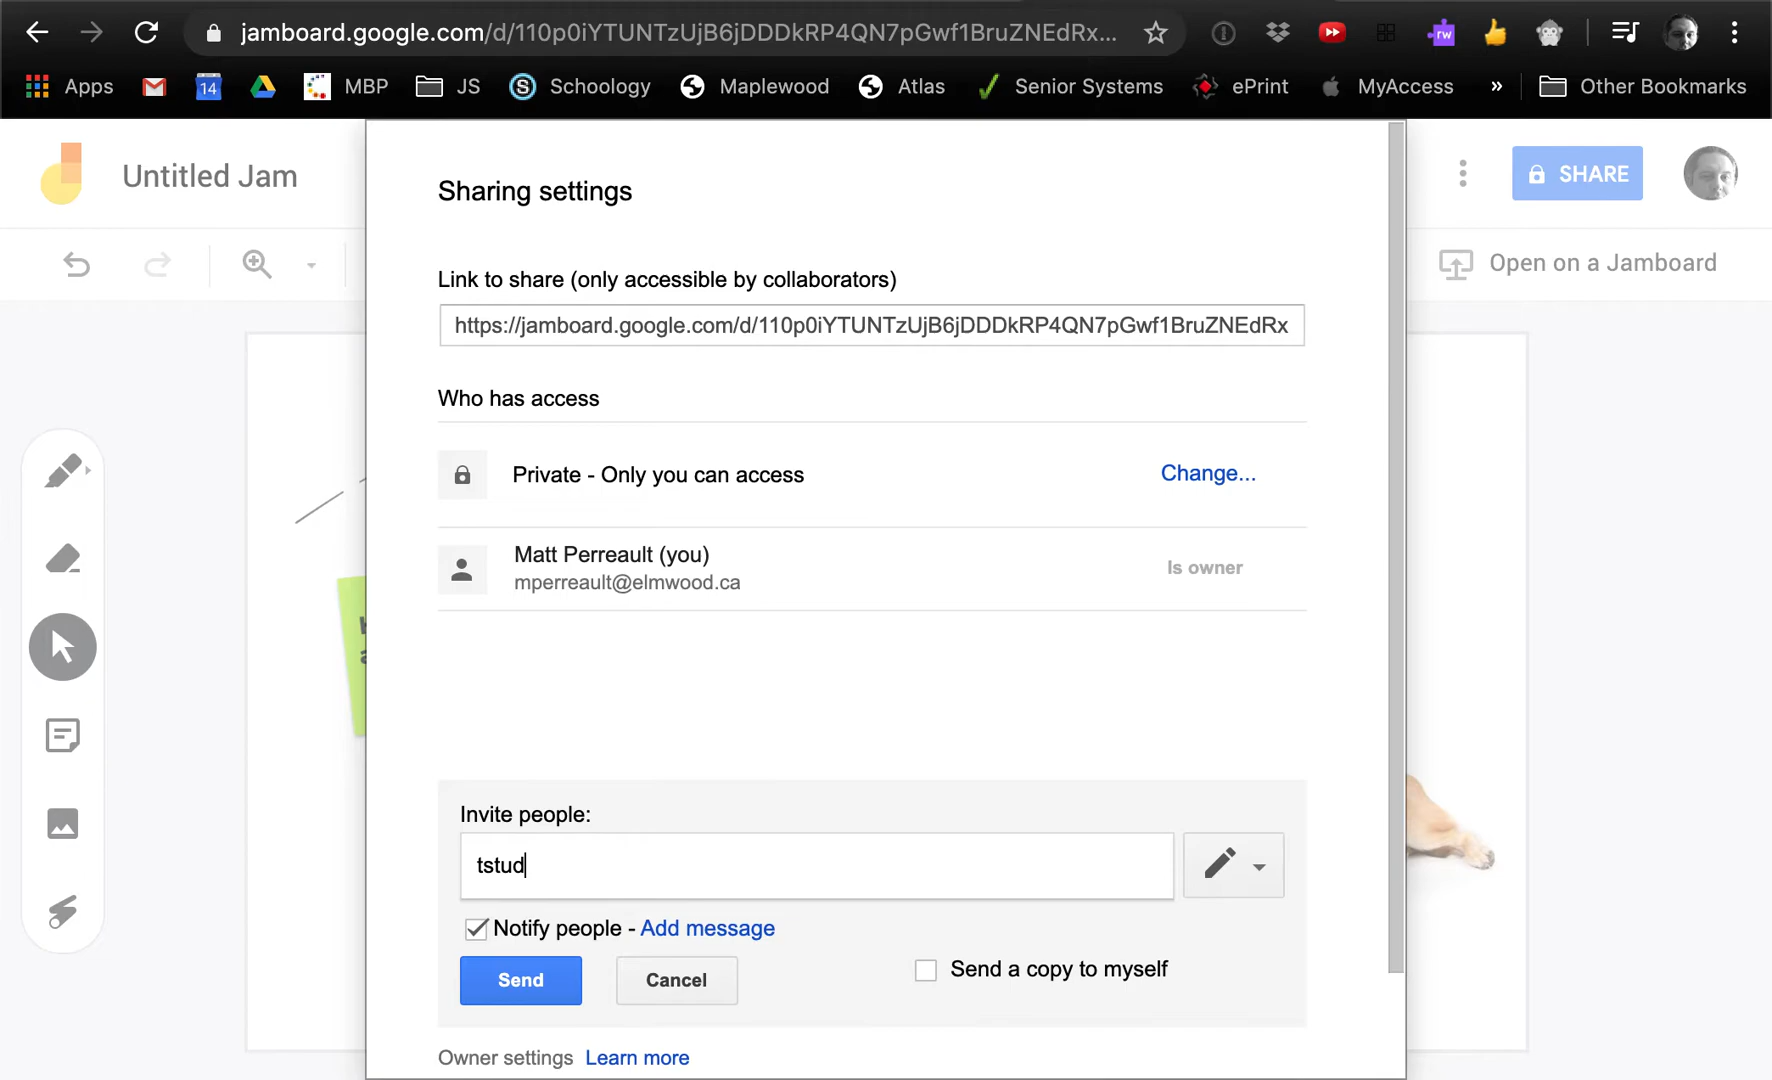 jamboard.google.com/d/110p0iYTUNTzUjB6jDDDkRP4QN7pGwf1BruZNEdRx...
rw
Apps 14 MBP JS S Schoology Maplewood Atlas Senior Systems ePrint MyAccess » Other Bookmarks
Untitled Jam
SHARE
Open on a Jamboard
Sharing settings
Link to share (only accessible by collaborators)
https://jamboard.google.com/d/110p0iYTUNTzUjB6jDDDkRP4QN7pGwf1BruZNEdRx
Who has access
Private - Only you can access Change...
Matt Perreault (you)
mperreault@elmwood.ca
Is owner
Invite people:
tstud
Notify people - Add message
Send Cancel Send a copy to myself
Owner settings Learn more